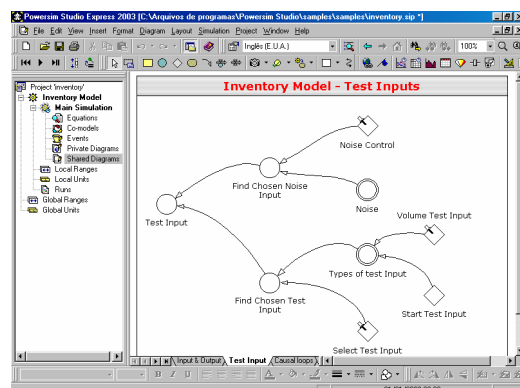 Powersim Studio Express 2003 [C:\Arquivos de programas\Powersim Studio\samples\samples\inventory.sip *]
File Edit View Insert Format Diagram Layout Simulation Project Window Help
Inglês (E.U.A.)
100%
Project 'Inventory'
Inventory Model
Main Simulation
Equations
Co-models
Events
Private Diagrams
Shared Diagrams
Local Ranges
Local Units
Runs
Global Ranges
Global Units
Inventory Model - Test Inputs
Noise Control
Find Chosen Noise
Input
Noise
Test Input
Volume Test Input
Types of test Input
Find Chosen Test
Input
Start Test Input
Select Test Input
Input & Output
Test Input
Causal loops
B I U